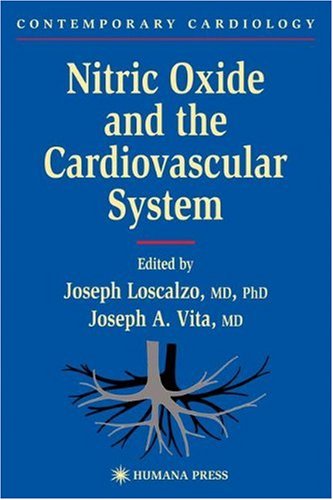 CONTEMPORARY CARDIOLOGY
Nitric Oxide
and the
Cardiovascular
System
Edited by
Joseph Loscalzo, MD, PhD
Joseph A. Vita, MD
HUMANA PRESS